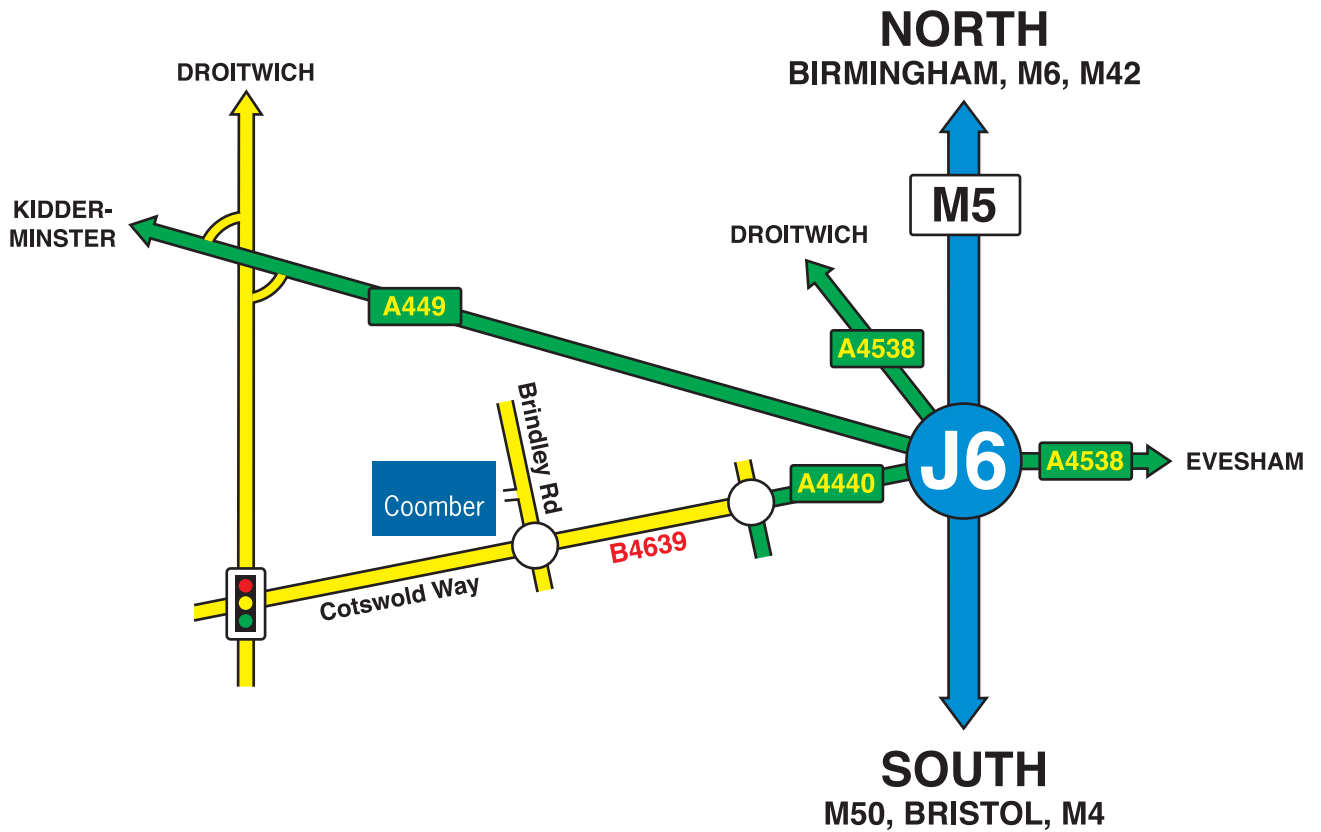 NORTH
BIRMINGHAM, M6, M42
DROITWICH
M5
KIDDER-
MINSTER
DROITWICH
A449
A4538
Brindley Rd
J6
A4538
EVESHAM
A4440
Coomber
B4639
Cotswold Way
SOUTH
M50, BRISTOL, M4